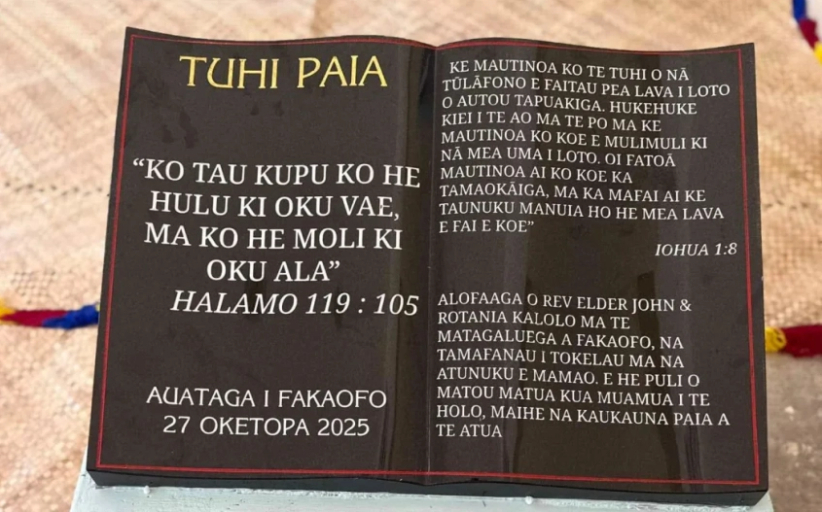 TUHI PAIA
“KO TAU KUPU KO HE
HULU KI OKU VAE,
MA KO HE MOLI KI
OKU ALA”
HALAMO 119 : 105
AUATAGA I FAKAOFO
27 OKETOPA 2025
KE MAUTINOA KO TE TUHI O NĀ
TŪLĀFONO E FAITAU PEA LAVA I LOTO
O AUTOU TAPUAKIGA. HUKEHUKE
KIEI I TE AO MA TE PO MA KE
MAUTINOA KO KOE E MULIMULI KI
NĀ MEA UMA I LOTO. OI FATOĀ
MAUTINOA AI KO KOE KA
TAMAOKĀIGA, MA KA MAFAI AI KE
TAUNUKU MANUIA HO HE MEA LAVA
E FAI E KOE”
IOHUA 1:8
ALOFAAGA O REV ELDER JOHN &
ROTANIA KALOLO MA TE
MATAGALUEGA A FAKAOFO, NA
TAMAFANAU I TOKELAU MA NA
ATUNUKU E MAMAO. E HE PULI O
MATOU MATUA KUA MUAMUA I TE
HOLO, MAIHE NA KAUKAUNA PAIA A
TE ATUA